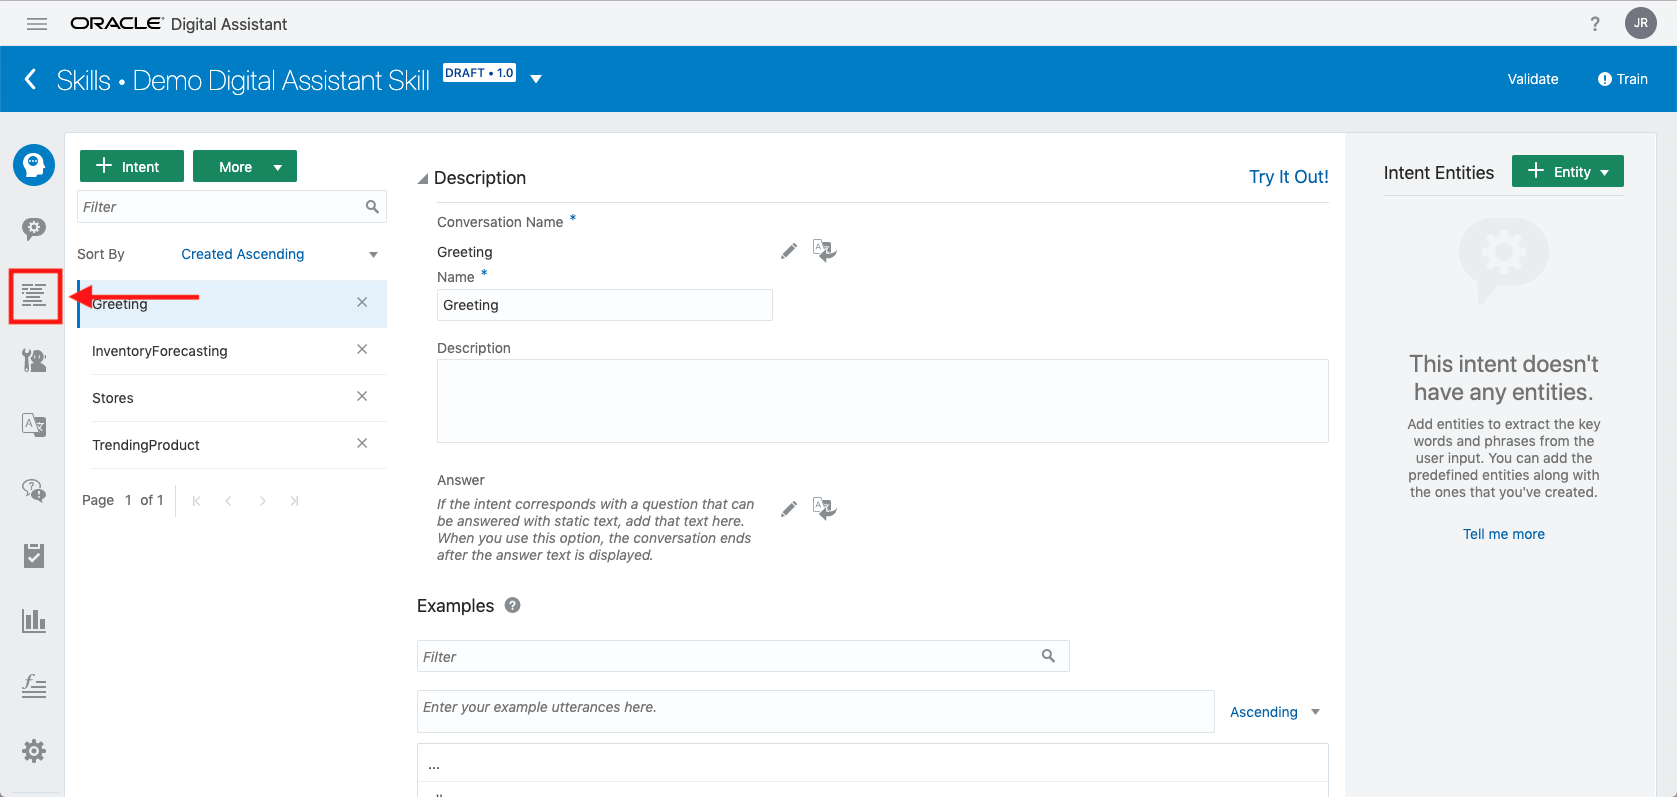 ORACLE Digital Assistant
? JR
Skills • Demo Digital Assistant Skill DRAFT • 1.0
Validate Train
Intent More
Filter
Sort By Created Ascending
Greeting
InventoryForecasting
Stores
TrendingProduct
Page 1 of 1
Description
Try It Out!
Conversation Name *
Greeting
Name *
Greeting
Description
Answer
If the intent corresponds with a question that can
be answered with static text, add that text here.
When you use this option, the conversation ends
after the answer text is displayed.
Examples ?
Filter
Enter your example utterances here.
Ascending
...
Intent Entities
Entity
This intent doesn't
have any entities.
Add entities to extract the key
words and phrases from the
user input. You can add the
predefined entities along with
the ones that you've created.
Tell me more